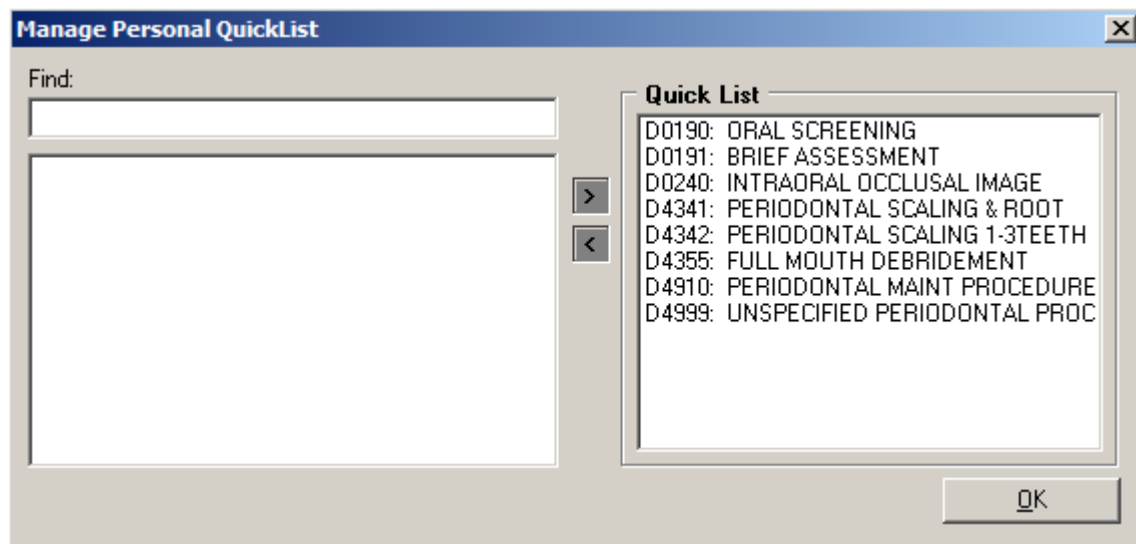 Manage Personal QuickList
Find:
Quick List
D0190: ORAL SCREENING
D0191: BRIEF ASSESSMENT
D0240: INTRAORAL OCCLUSAL IMAGE
D4341: PERIODONTAL SCALING & ROOT
D4342: PERIODONTAL SCALING 1-3TEETH
D4355: FULL MOUTH DEBRIDEMENT
D4910: PERIODONTAL MAINT PROCEDURE
D4999: UNSPECIFIED PERIODONTAL PROC
>
<
OK